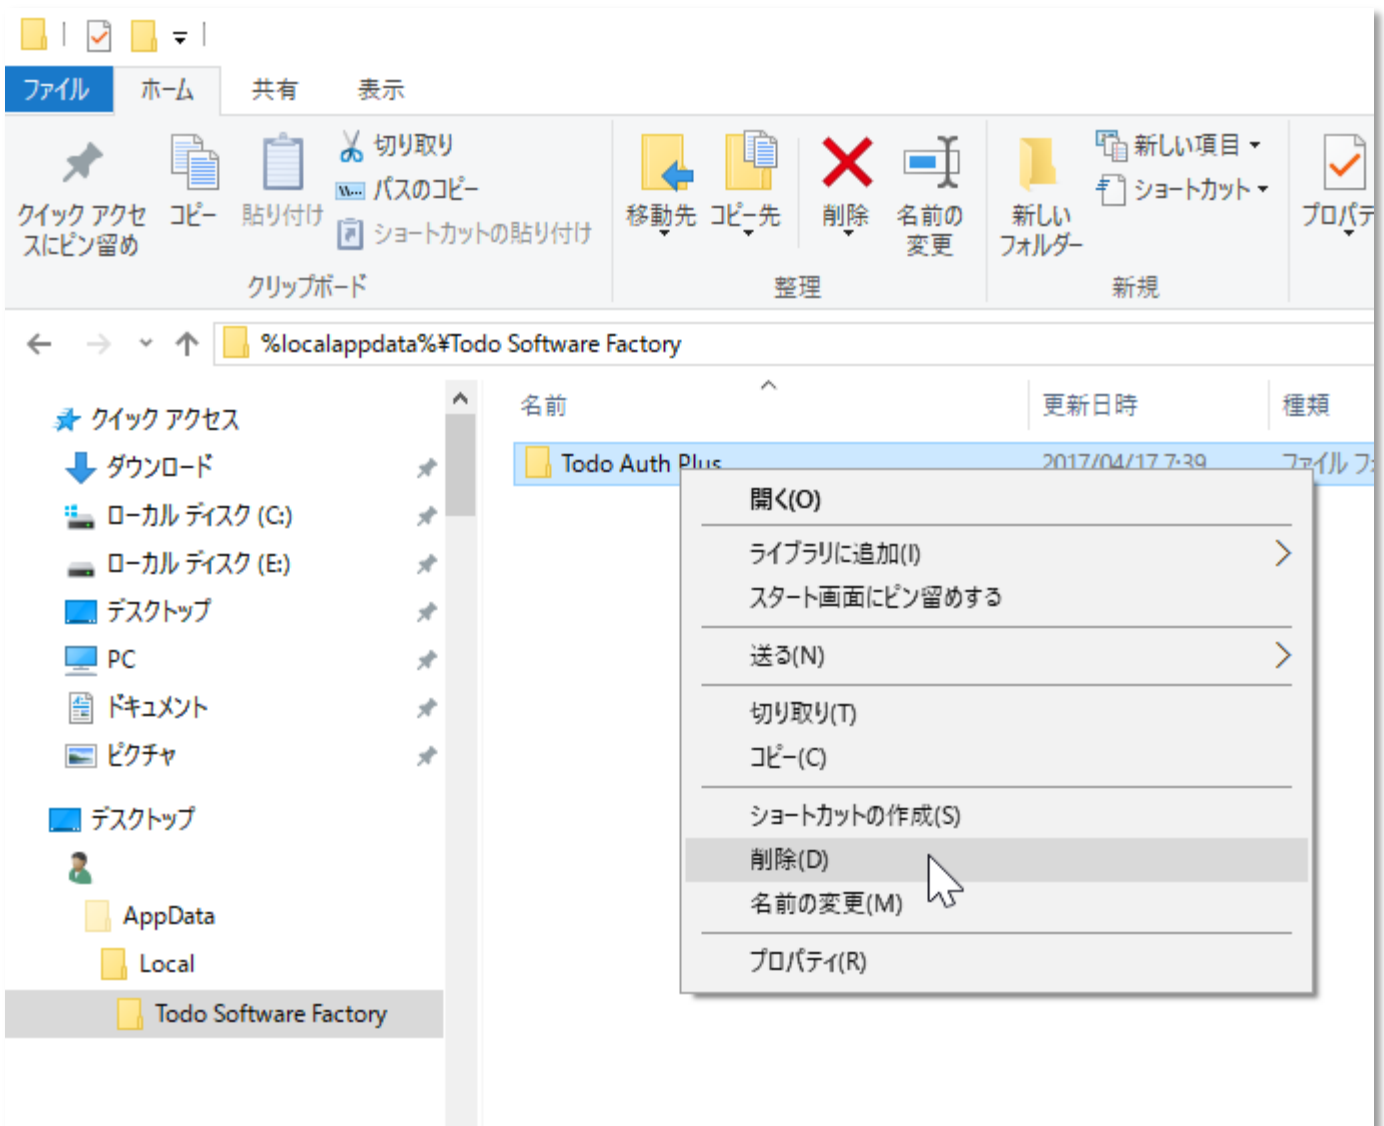 ファイル
ホーム
共有
表示
クイック アクセ
スにピン留め
コピー
貼り付け
切り取り
パスのコピー
ショートカットの貼り付け
クリップボード
移動先
コピー先
削除
名前の
変更
整理
新しい
フォルダー
新しい項目
ショートカット
新規
プロパテ
%localappdata%¥Todo Software Factory
クイック アクセス
ダウンロード
ローカル ディスク (C:)
ローカル ディスク (E:)
デスクトップ
PC
ドキュメント
ピクチャ
デスクトップ
AppData
Local
Todo Software Factory
名前
更新日時
種類
Todo Auth Plus
2017/04/17 7:39
ファイル フ
開く(O)
ライブラリに追加(I)
スタート画面にピン留めする
送る(N)
切り取り(T)
コピー(C)
ショートカットの作成(S)
削除(D)
名前の変更(M)
プロパティ(R)